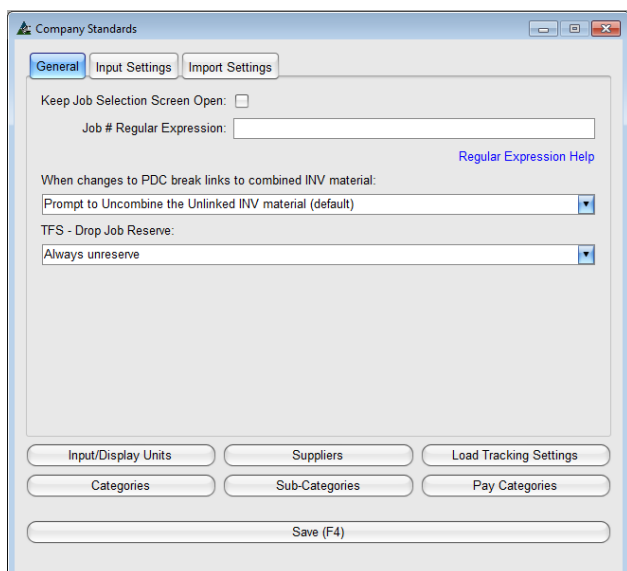 Company Standards
General Input Settings Import Settings
Keep Job Selection Screen Open:
Job # Regular Expression:
Regular Expression Help
When changes to PDC break links to combined INV material:
Prompt to Uncombine the Unlinked INV material (default)
TFS - Drop Job Reserve:
Always unreserve
Input/Display Units Suppliers Load Tracking Settings
Categories Sub-Categories Pay Categories
Save (F4)